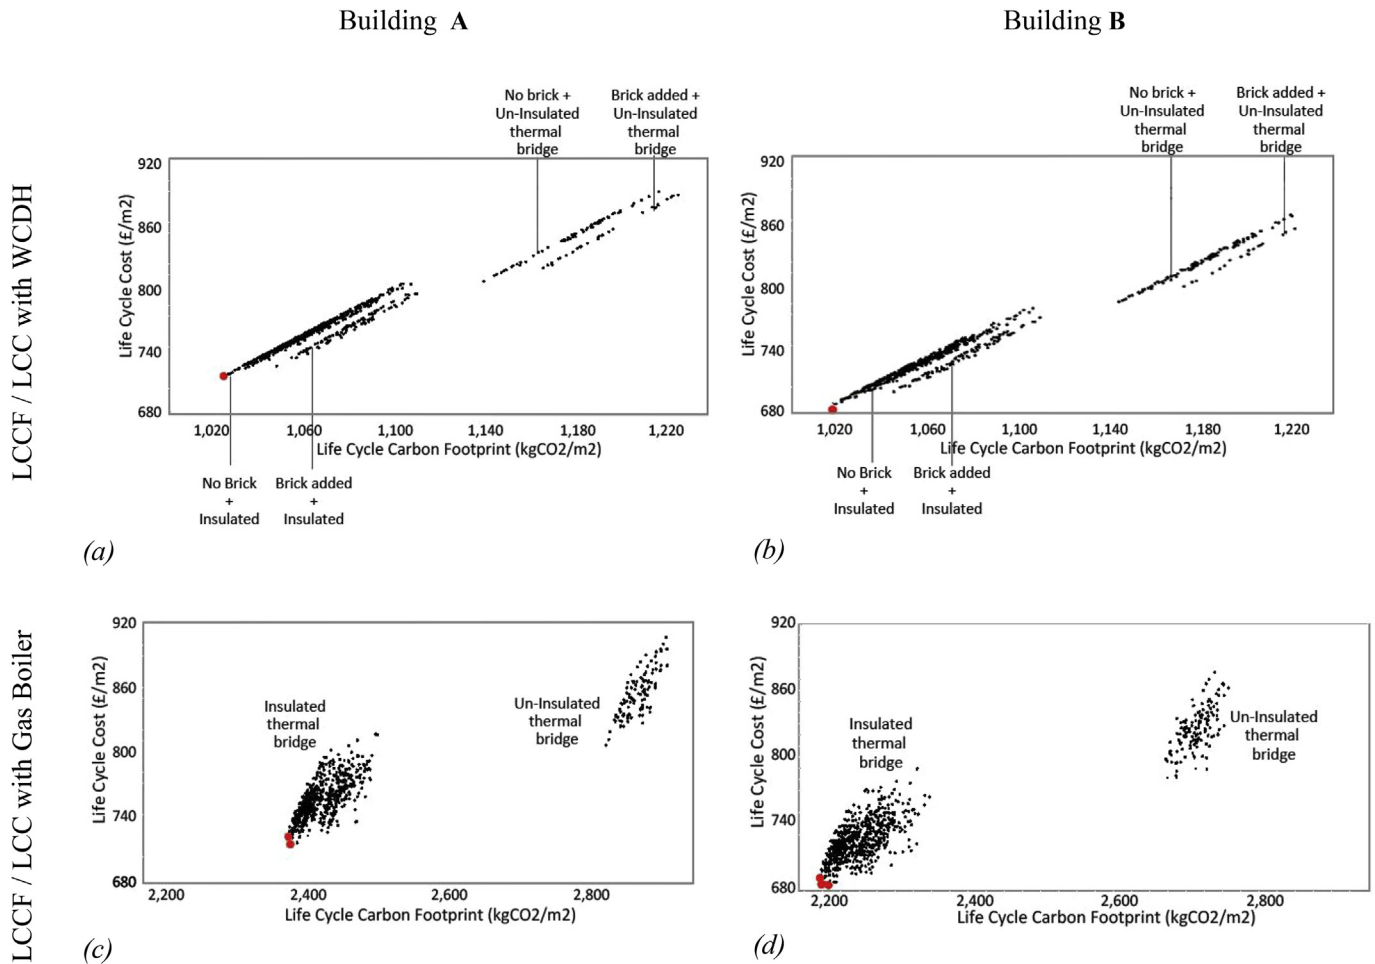 Building A
Building B
LCCF / LCC with WCDH
No brick +
Un-Insulated
thermal
bridge
Brick added +
Un-Insulated
thermal
bridge
Life Cycle Cost (£/m2)
920
860
800
740
680
1,020
1,060
1,100
1,140
1,180
1,220
Life Cycle Carbon Footprint (kgCO2/m2)
No Brick
+
Insulated
Brick added
+
Insulated
(a)
No brick +
Un-Insulated
thermal
bridge
Brick added +
Un-Insulated
thermal
bridge
Life Cycle Cost (£/m2)
920
860
800
740
680
1,020
1,060
1,100
1,140
1,180
1,220
Life Cycle Carbon Footprint (kgCO2/m2)
No Brick
+
Insulated
Brick added
+
Insulated
(b)
LCCF / LCC with Gas Boiler
Life Cycle Cost (£/m2)
920
860
800
740
680
Insulated
thermal
bridge
Un-Insulated
thermal
bridge
2,200
2,400
2,600
2,800
Life Cycle Carbon Footprint (kgCO2/m2)
(c)
Life Cycle Cost (£/m2)
920
860
800
740
680
Insulated
thermal
bridge
Un-Insulated
thermal
bridge
2,200
2,400
2,600
2,800
Life Cycle Carbon Footprint (kgCO2/m2)
(d)